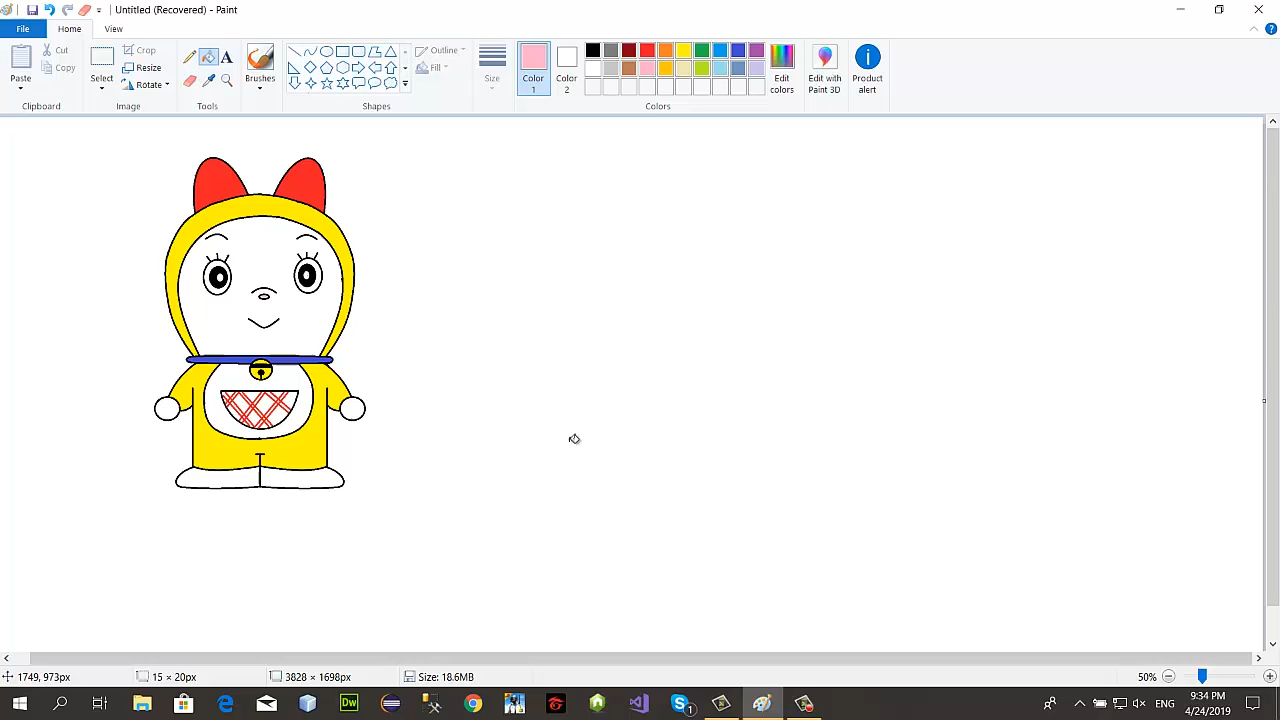 Untitled (Recovered) - Paint
File
Home
View
Paste
Cut
Copy
Clipboard
Select
Crop
Resize
Rotate
Image
A
Tools
Brushes
Outline
Fill
Shapes
Size
Color 1
Color 2
Edit colors
Colors
Edit with Paint 3D
Product alert
1749, 973px
15 × 20px
3828 × 1698px
Size: 18.6MB
50%
Dw
1
ENG
9:34 PM
4/24/2019